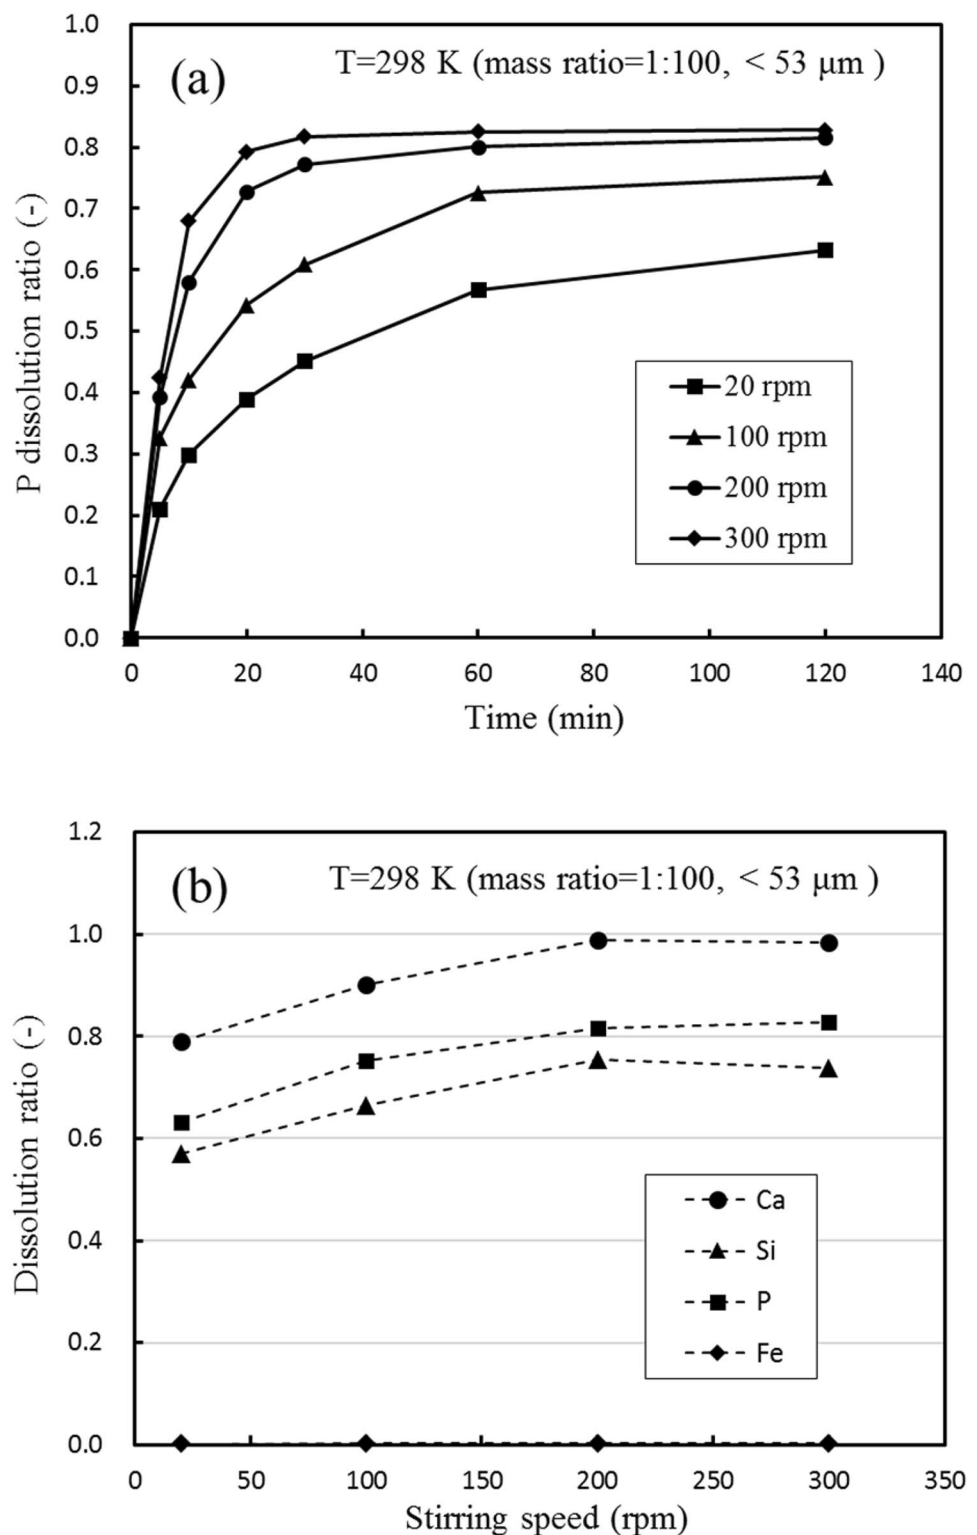 1.0
(a)
T=298 K (mass ratio=1:100, < 53 μm )
0.9
0.8
0.7
0.6
0.5
0.4
0.3
0.2
0.1
0.0
P dissolution ratio (-)
20 rpm
100 rpm
200 rpm
300 rpm
0 20 40 60 80 100 120 140
Time (min)
1.2
(b)
T=298 K (mass ratio=1:100, < 53 μm )
1.0
0.8
0.6
0.4
0.2
0.0
Dissolution ratio (-)
Ca
Si
P
Fe
0 50 100 150 200 250 300 350
Stirring speed (rpm)